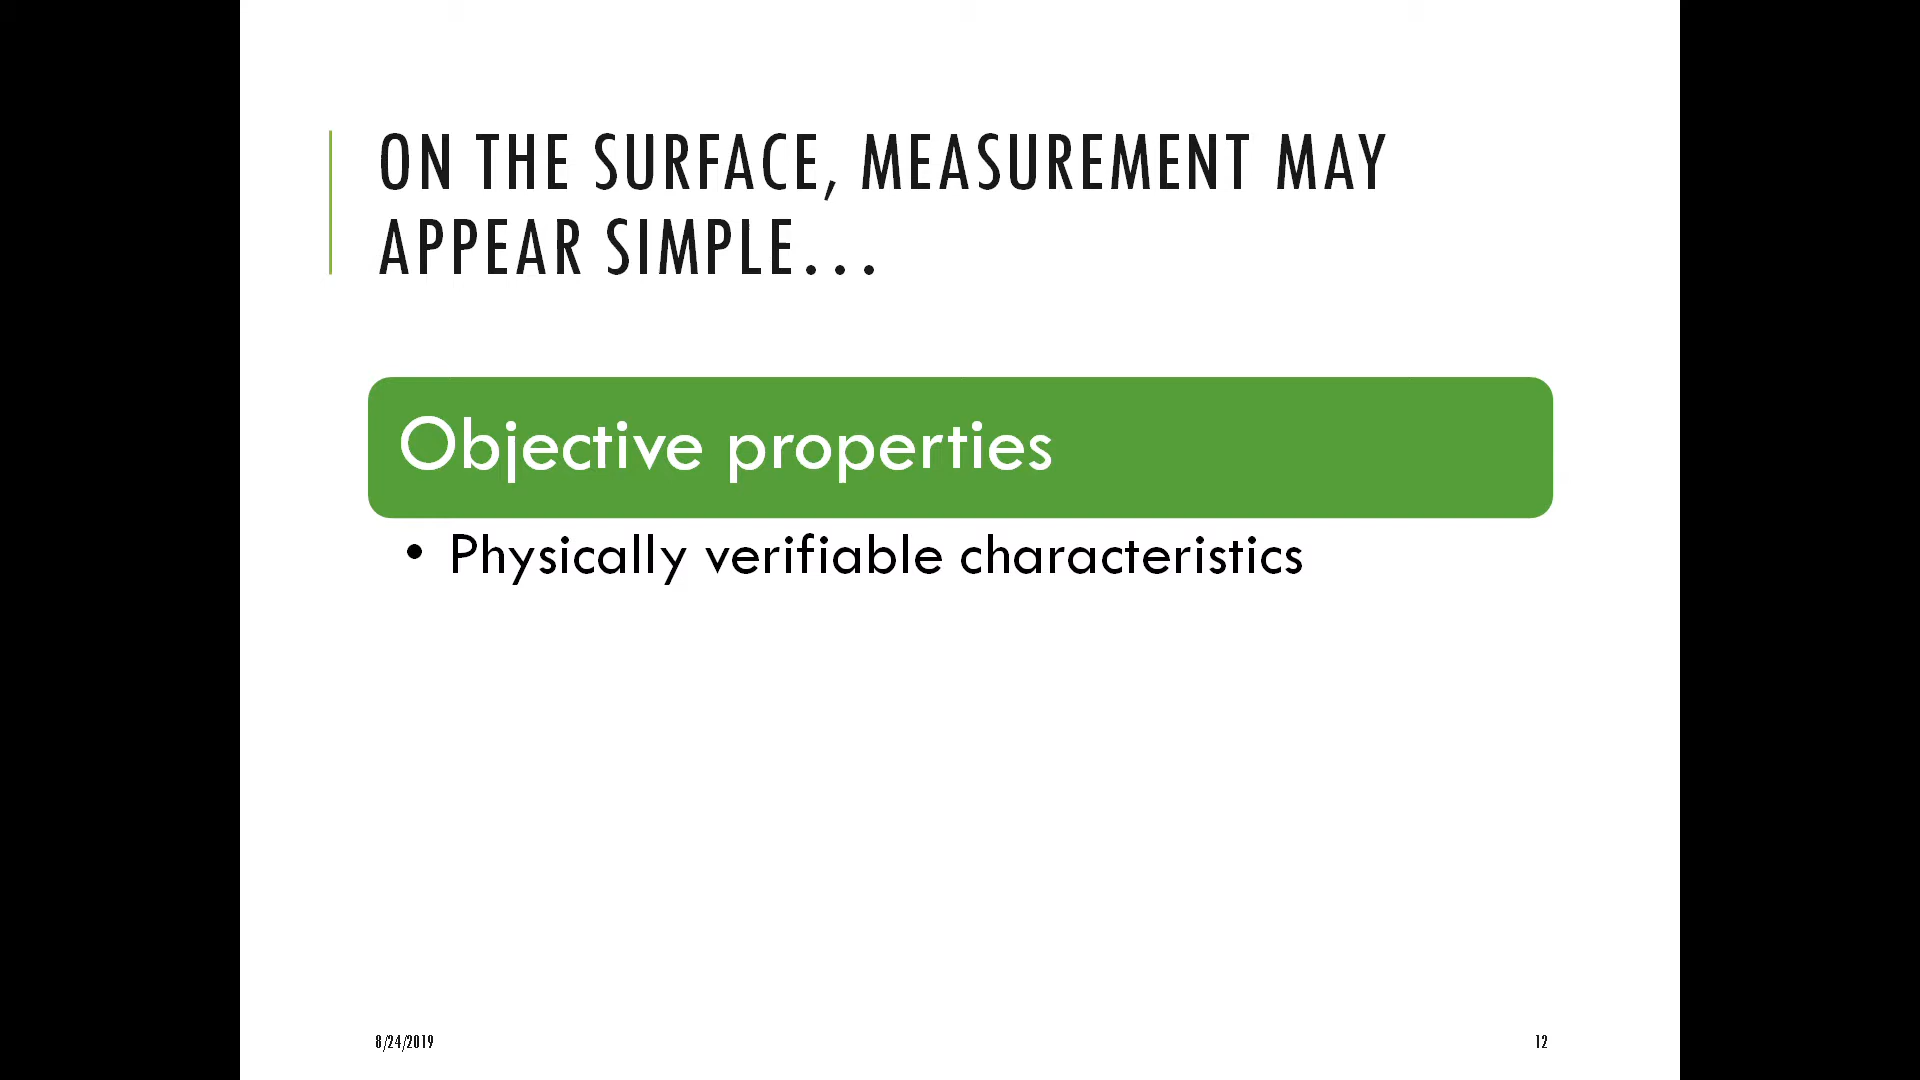 ON THE SURFACE, MEASUREMENT MAY
APPEAR SIMPLE...
Objective properties
• Physically verifiable characteristics
8/24/2019
12